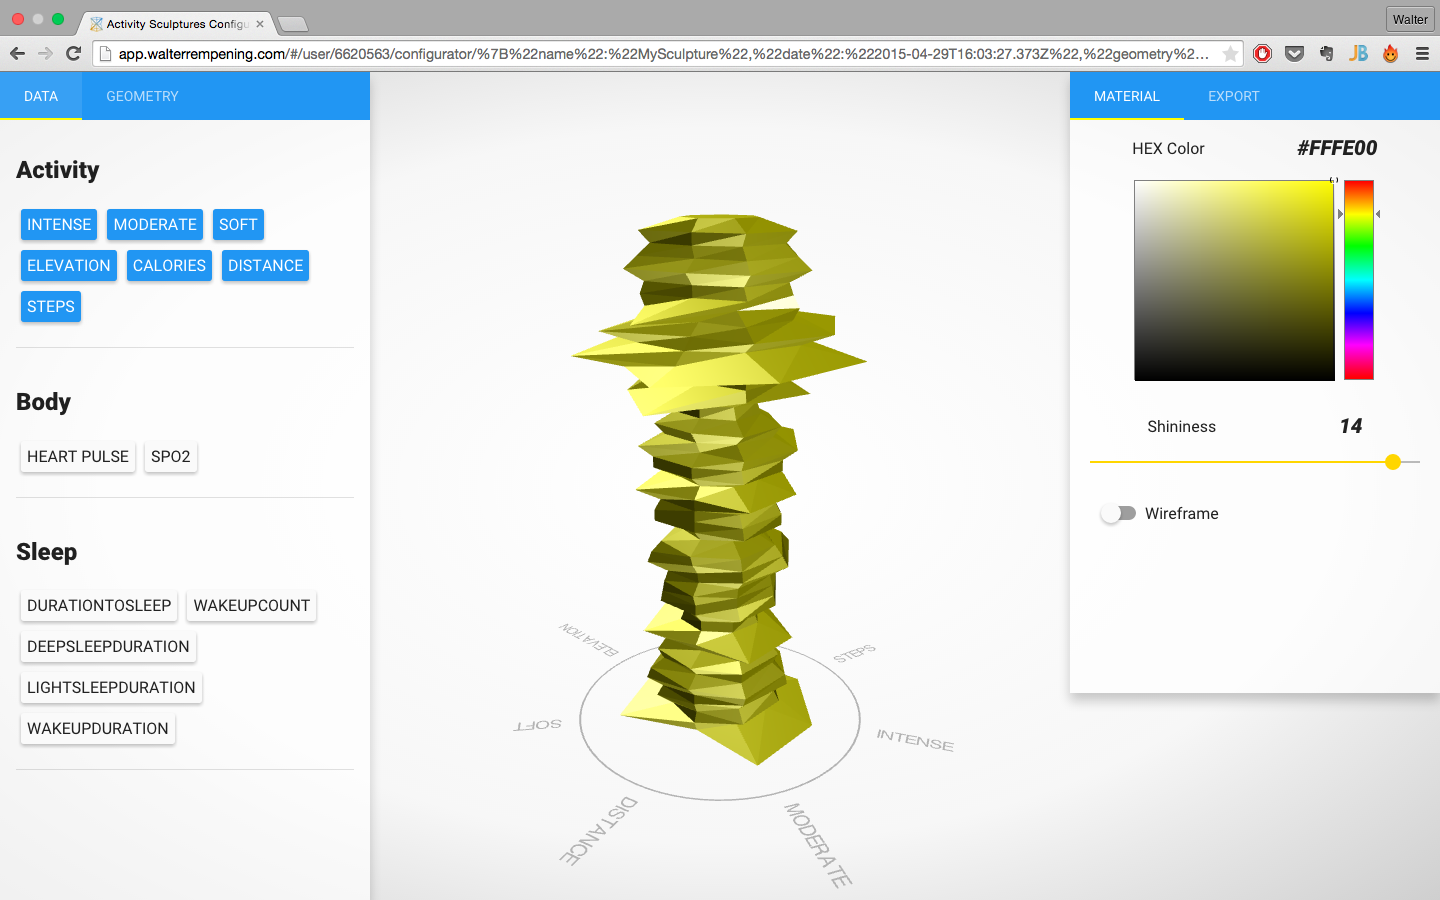 Activity Sculptures Configu
Walter
app.walterrempening.com/#/user/6620563/configurator/%7B%22name%22:%22MySculpture%22,%22date%22:%222015-04-29T16:03:27.373Z%22,%22geometry%2...
JB
DATA GEOMETRY
Activity
INTENSE MODERATE SOFT
ELEVATION CALORIES DISTANCE
STEPS
Body
HEART PULSE SPO2
Sleep
DURATIONTOSLEEP WAKEUPCOUNT
DEEPSLEEPDURATION
LIGHTSLEEPDURATION
WAKEUPDURATION
ELEVATION
STEPS
SOFT
INTENSE
DISTANCE
MODERATE
MATERIAL EXPORT
HEX Color #FFFE00
Shininess 14
Wireframe